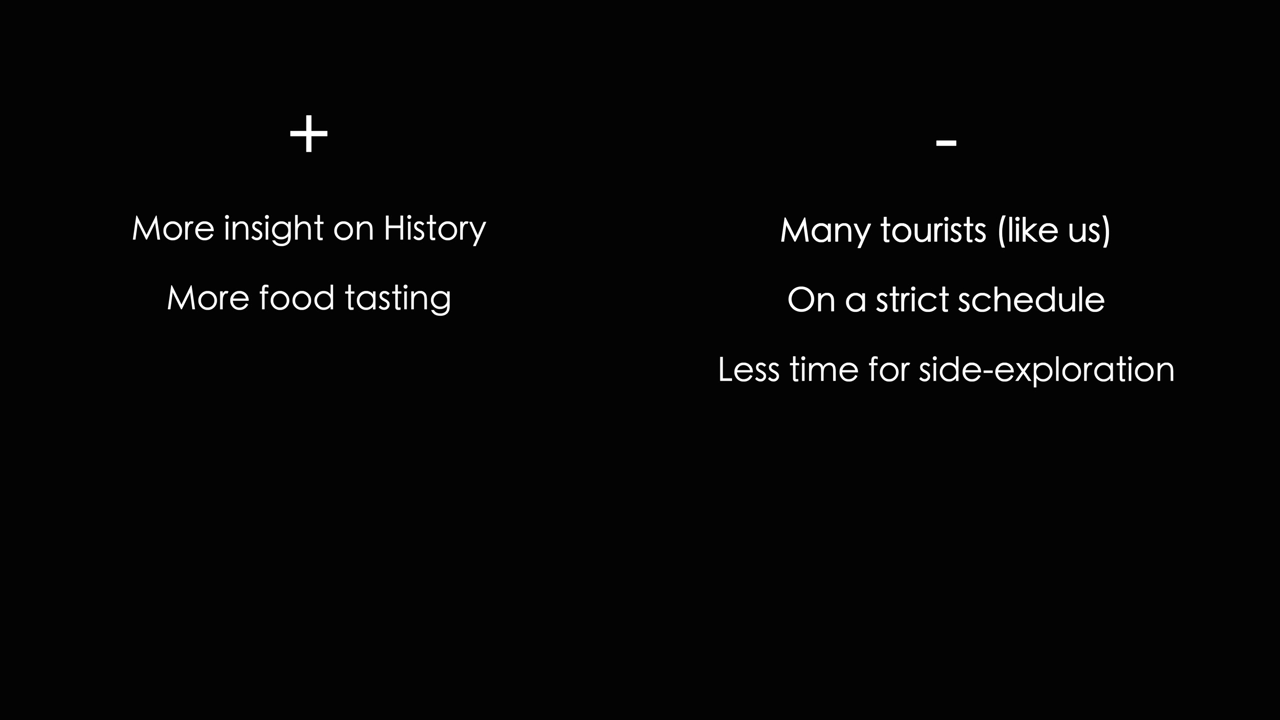 +
More insight on History
More food tasting
-
Many tourists (like us)
On a strict schedule
Less time for side-exploration